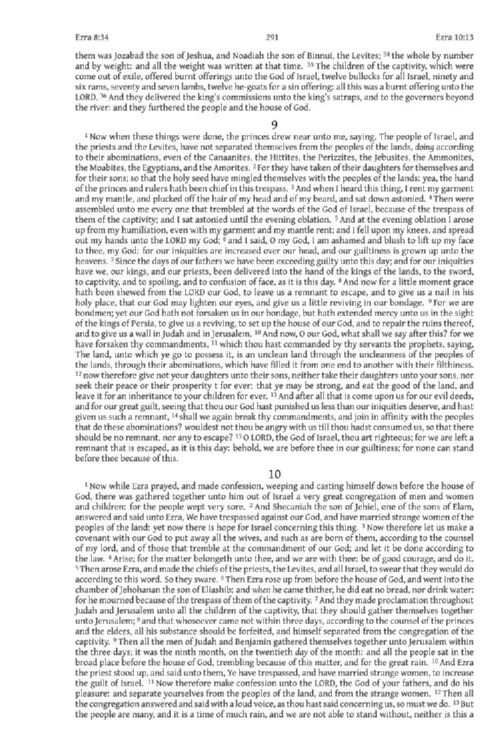 Ezra 8:34 291 Ezra 10:13
them was Jozabad the son of Jeshua, and Noadiah the son of Binnui, the Levites; 34 the whole by number
and by weight: and all the weight was written at that time. 35 The children of the captivity, which were
come out of exile, offered burnt offerings unto the God of Israel, twelve bullocks for all Israel, ninety and
six rams, seventy and seven lambs, twelve he-goats for a sin offering: all this was a burnt offering unto the
LORD. 36 And they delivered the king's commissions unto the king's satraps, and to the governors beyond
the river: and they furthered the people and the house of God.
9
1 Now when these things were done, the princes drew near unto me, saying, The people of Israel, and
the priests and the Levites, have not separated themselves from the peoples of the lands, doing according
to their abominations, even of the Canaanites, the Hittites, the Perizzites, the Jebusites, the Ammonites,
the Moabites, the Egyptians, and the Amorites. 2 For they have taken of their daughters for themselves and
for their sons; so that the holy seed have mingled themselves with the peoples of the lands: yea, the hand
of the princes and rulers hath been chief in this trespass. 3 And when I heard this thing, I rent my garment
and my mantle, and plucked off the hair of my head and of my beard, and sat down astonied. 4 Then were
assembled unto me every one that trembled at the words of the God of Israel, because of the trespass of
them of the captivity; and I sat astonied until the evening oblation. 5 And at the evening oblation I arose
up from my humiliation, even with my garment and my mantle rent; and I fell upon my knees, and spread
out my hands unto the LORD my God; 6 and I said, O my God, I am ashamed and blush to lift up my face
to thee, my God: for our iniquities are increased over our head, and our guiltiness is grown up unto the
heavens. 7 Since the days of our fathers we have been exceeding guilty unto this day; and for our iniquities
have we, our kings, and our priests, been delivered into the hand of the kings of the lands, to the sword,
to captivity, and to spoiling, and to confusion of face, as it is this day. 8 And now for a little moment grace
hath been shewed from the LORD our God, to leave us a remnant to escape, and to give us a nail in his
holy place, that our God may lighten our eyes, and give us a little reviving in our bondage. 9 For we are
bondmen; yet our God hath not forsaken us in our bondage, but hath extended mercy unto us in the sight
of the kings of Persia, to give us a reviving, to set up the house of our God, and to repair the ruins thereof,
and to give us a wall in Judah and in Jerusalem. 10 And now, O our God, what shall we say after this? for we
have forsaken thy commandments, 11 which thou hast commanded by thy servants the prophets, saying,
The land, unto which ye go to possess it, is an unclean land through the uncleanness of the peoples of
the lands, through their abominations, which have filled it from one end to another with their filthiness.
12 now therefore give not your daughters unto their sons, neither take their daughters unto your sons, nor
seek their peace or their prosperity t for ever: that ye may be strong, and eat the good of the land, and
leave it for an inheritance to your children for ever. 13 And after all that is come upon us for our evil deeds,
and for our great guilt, seeing that thou our God hast punished us less than our iniquities deserve, and hast
given us such a remnant, 14 shall we again break thy commandments, and join in affinity with the peoples
that do these abominations? wouldest not thou be angry with us till thou hadst consumed us, so that there
should be no remnant, nor any to escape? 15 O LORD, the God of Israel, thou art righteous; for we are left a
remnant that is escaped, as it is this day: behold, we are before thee in our guiltiness; for none can stand
before thee because of this.
10
1 Now while Ezra prayed, and made confession, weeping and casting himself down before the house of
God, there was gathered together unto him out of Israel a very great congregation of men and women
and children: for the people wept very sore. 2 And Shecaniah the son of Jehiel, one of the sons of Elam,
answered and said unto Ezra, We have trespassed against our God, and have married strange women of the
peoples of the land: yet now there is hope for Israel concerning this thing. 3 Now therefore let us make a
covenant with our God to put away all the wives, and such as are born of them, according to the counsel
of my lord, and of those that tremble at the commandment of our God; and let it be done according to
the law. 4 Arise; for the matter belongeth unto thee, and we are with thee: be of good courage, and do it.
5 Then arose Ezra, and made the chiefs of the priests, the Levites, and all Israel, to swear that they would do
according to this word. So they sware. 6 Then Ezra rose up from before the house of God, and went into the
chamber of Jehohanan the son of Eliashib: and when he came thither, he did eat no bread, nor drink water:
for he mourned because of the trespass of them of the captivity. 7 And they made proclamation throughout
Judah and Jerusalem unto all the children of the captivity, that they should gather themselves together
unto Jerusalem; 8 and that whosoever came not within three days, according to the counsel of the princes
and the elders, all his substance should be forfeited, and himself separated from the congregation of the
captivity. 9 Then all the men of Judah and Benjamin gathered themselves together unto Jerusalem within
the three days; it was the ninth month, on the twentieth day of the month: and all the people sat in the
broad place before the house of God, trembling because of this matter, and for the great rain. 10 And Ezra
the priest stood up, and said unto them, Ye have trespassed, and have married strange women, to increase
the guilt of Israel. 11 Now therefore make confession unto the LORD, the God of your fathers, and do his
pleasure: and separate yourselves from the peoples of the land, and from the strange women. 12 Then all
the congregation answered and said with a loud voice, as thou hast said concerning us, so must we do. 13 But
the people are many, and it is a time of much rain, and we are not able to stand without, neither is this a